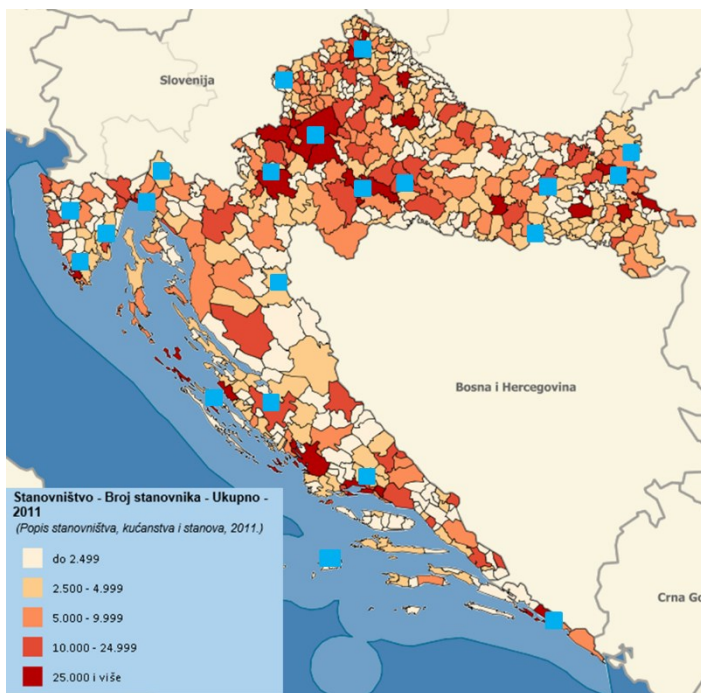 Slovenija
Bosna i Hercegovina
Crna Go
Stanovništvo - Broj stanovnika - Ukupno -
2011
(Popis stanovništva, kućanstva i stanova, 2011.)
do 2.499
2.500 - 4.999
5.000 - 9.999
10.000 - 24.999
25.000 i više